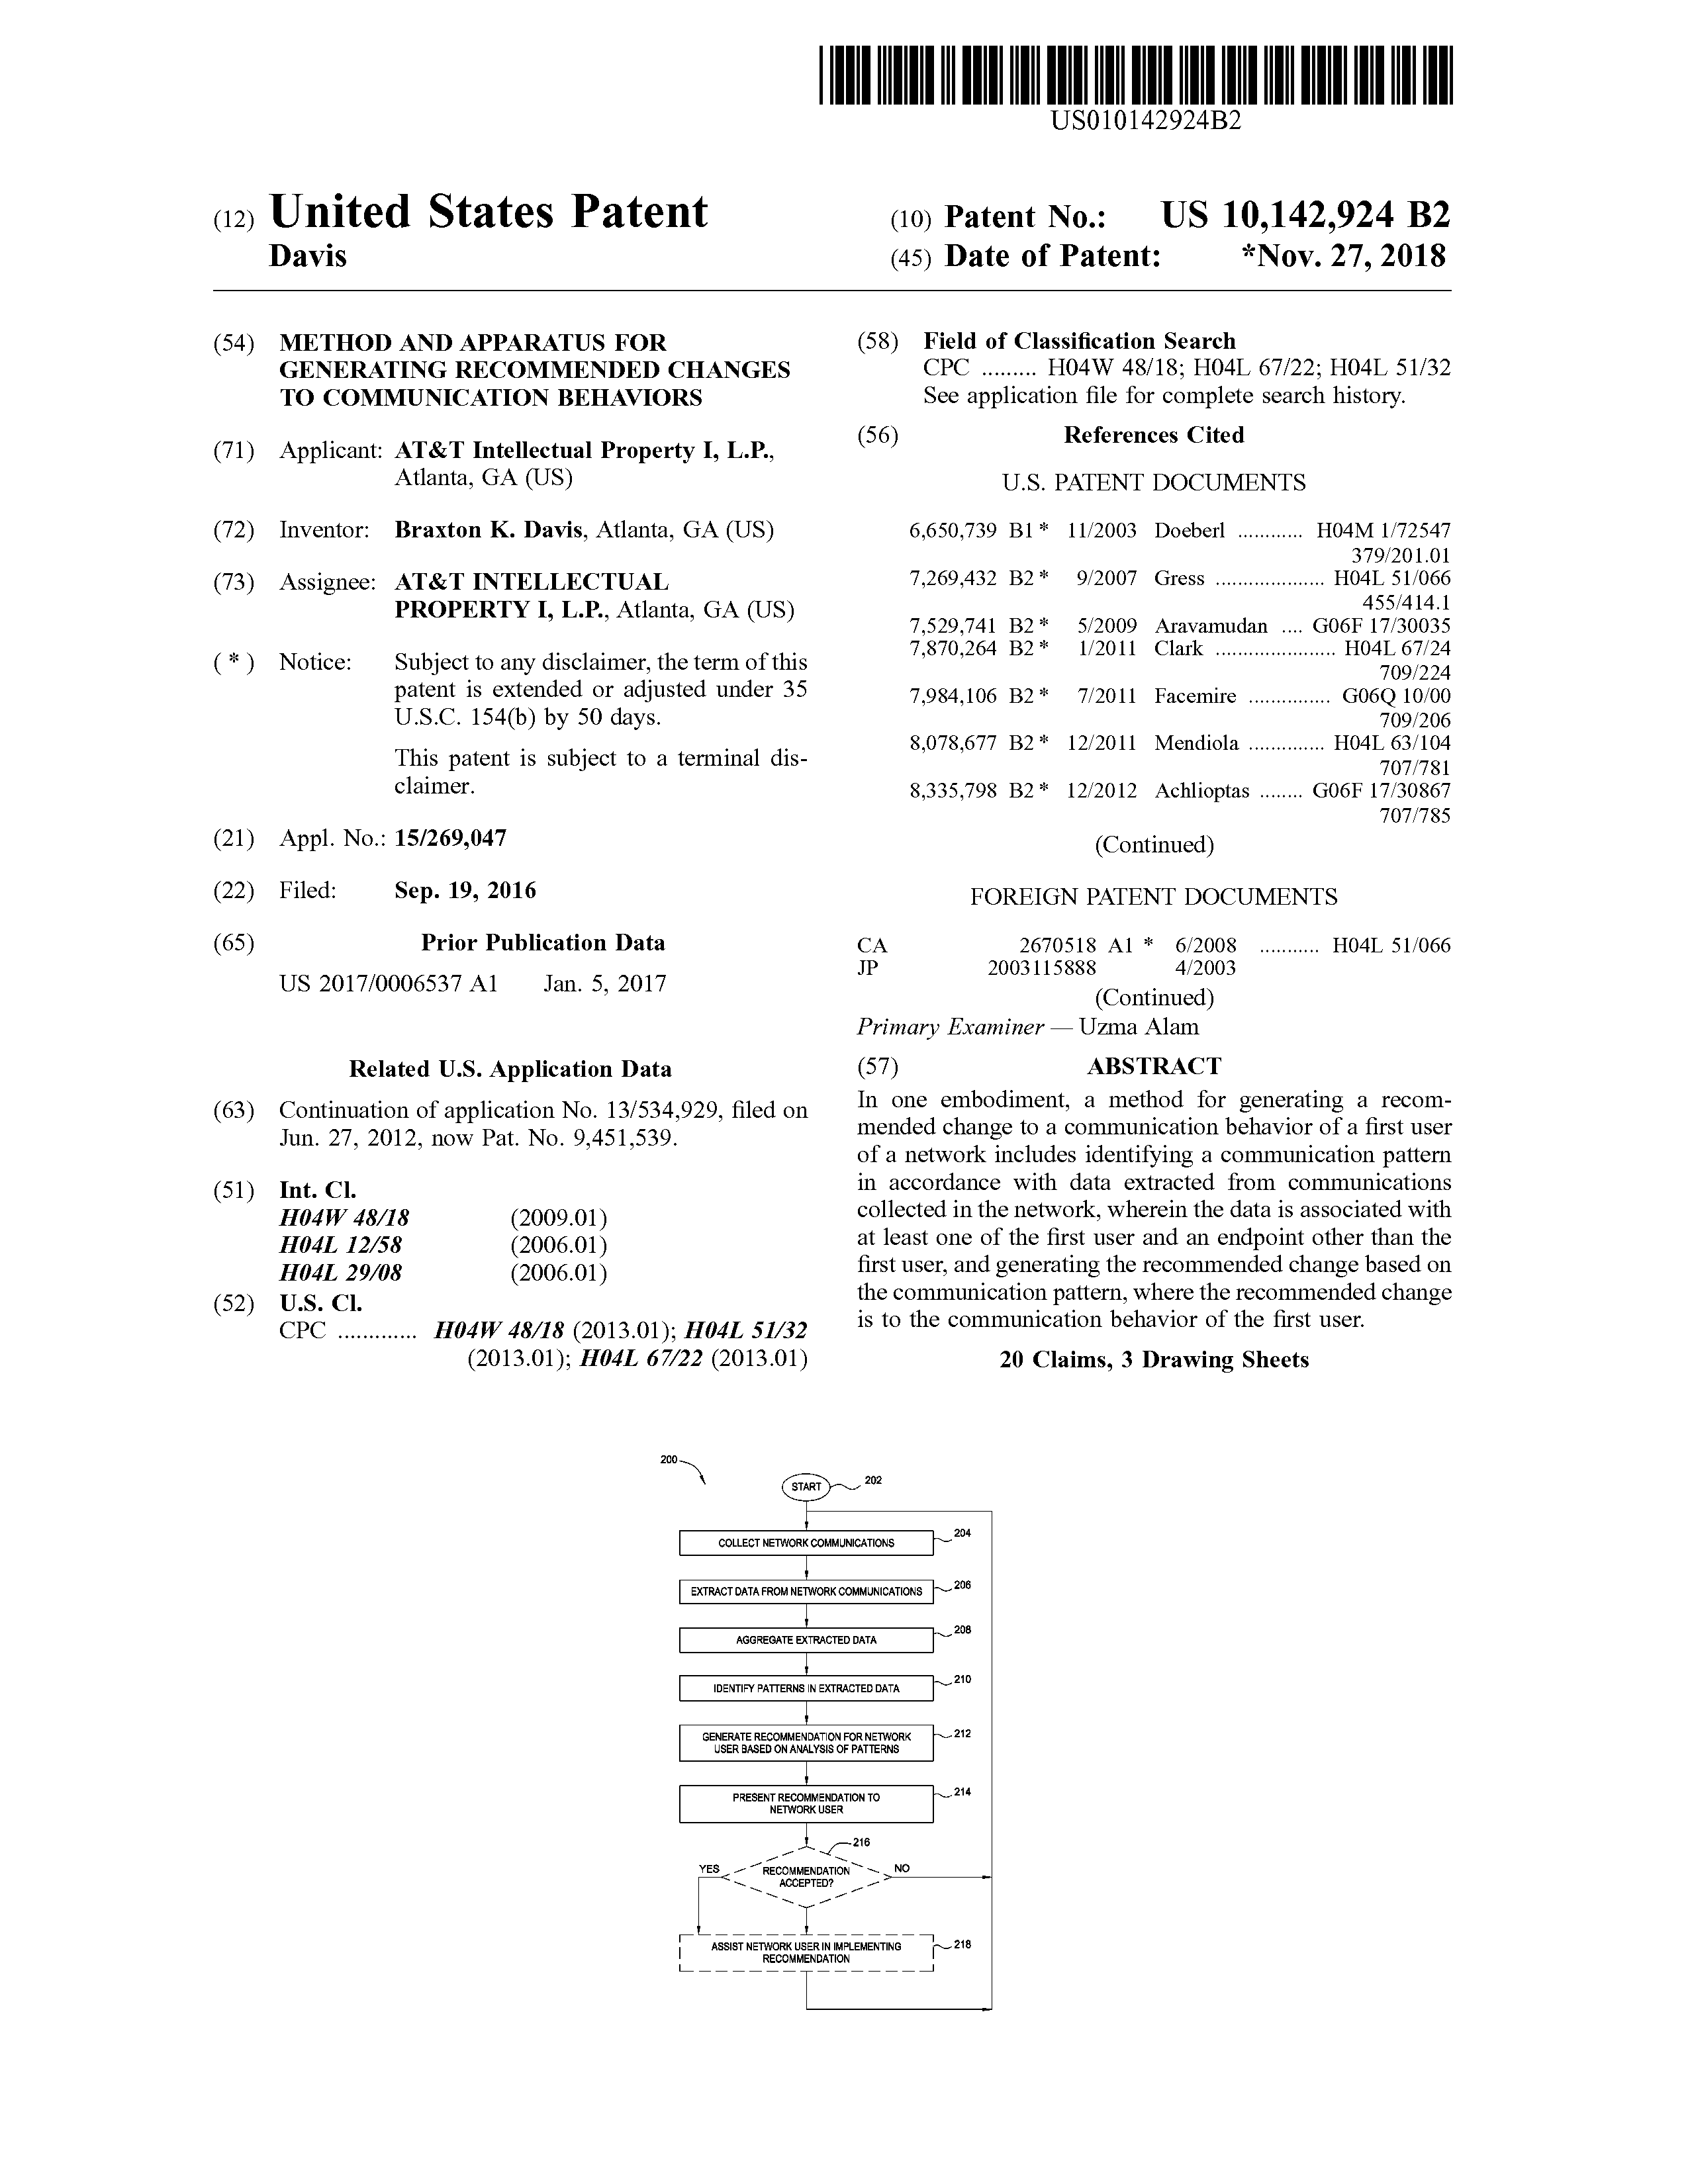 US010142924B2
(12) United States Patent
Davis
(10) Patent No.: US 10,142,924 B2
(45) Date of Patent: *Nov. 27, 2018
(54) METHOD AND APPARATUS FOR
GENERATING RECOMMENDED CHANGES
TO COMMUNICATION BEHAVIORS
(71) Applicant: AT&T Intellectual Property I, L.P.,
Atlanta, GA (US)
(72) Inventor: Braxton K. Davis, Atlanta, GA (US)
(73) Assignee: AT&T INTELLECTUAL
PROPERTY I, L.P., Atlanta, GA (US)
( * ) Notice: Subject to any disclaimer, the term of this
patent is extended or adjusted under 35
U.S.C. 154(b) by 50 days.
This patent is subject to a terminal dis-
claimer.
(21) Appl. No.: 15/269,047
(22) Filed: Sep. 19, 2016
(65) Prior Publication Data
US 2017/0006537 A1 Jan. 5, 2017
Related U.S. Application Data
(63) Continuation of application No. 13/534,929, filed on
Jun. 27, 2012, now Pat. No. 9,451,539.
(51) Int. Cl.
H04W 48/18 (2009.01)
H04L 12/58 (2006.01)
H04L 29/08 (2006.01)
(52) U.S. Cl.
CPC ............. H04W 48/18 (2013.01); H04L 51/32
(2013.01); H04L 67/22 (2013.01)
(58) Field of Classification Search
CPC ......... H04W 48/18; H04L 67/22; H04L 51/32
See application file for complete search history.
(56) References Cited
U.S. PATENT DOCUMENTS
6,650,739 B1 * 11/2003 Doeberl ............ H04M 1/72547
379/201.01
7,269,432 B2 * 9/2007 Gress .................... H04L 51/066
455/414.1
7,529,741 B2 * 5/2009 Aravamudan .... G06F 17/30035
7,870,264 B2 * 1/2011 Clark ...................... H04L 67/24
709/224
7,984,106 B2 * 7/2011 Facemire ............... G06Q 10/00
709/206
8,078,677 B2 * 12/2011 Mendiola .............. H04L 63/104
707/781
8,335,798 B2 * 12/2012 Achlioptas ........ G06F 17/30867
707/785
(Continued)
FOREIGN PATENT DOCUMENTS
CA 2670518 A1 * 6/2008 ........... H04L 51/066
JP 2003115888 4/2003
(Continued)
Primary Examiner — Uzma Alam
(57) ABSTRACT
In one embodiment, a method for generating a recom-
mended change to a communication behavior of a first user
of a network includes identifying a communication pattern
in accordance with data extracted from communications
collected in the network, wherein the data is associated with
at least one of the first user and an endpoint other than the
first user, and generating the recommended change based on
the communication pattern, where the recommended change
is to the communication behavior of the first user.
20 Claims, 3 Drawing Sheets
200
START 202
COLLECT NETWORK COMMUNICATIONS 204
EXTRACT DATA FROM NETWORK COMMUNICATIONS 206
AGGREGATE EXTRACTED DATA 208
IDENTIFY PATTERNS IN EXTRACTED DATA 210
GENERATE RECOMMENDATION FOR NETWORK 212
USER BASED ON ANALYSIS OF PATTERNS
PRESENT RECOMMENDATION TO 214
NETWORK USER
216
YES RECOMMENDATION NO
ACCEPTED?
ASSIST NETWORK USER IN IMPLEMENTING 218
RECOMMENDATION